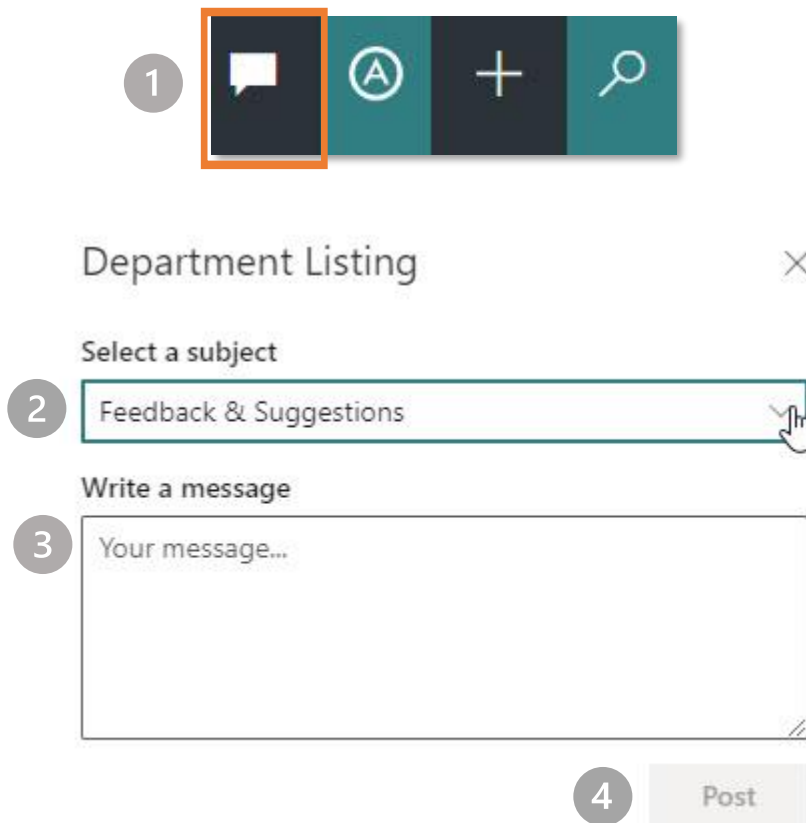 1
A
Department Listing
Select a subject
2
Feedback & Suggestions
Write a message
3
Your message...
4
Post